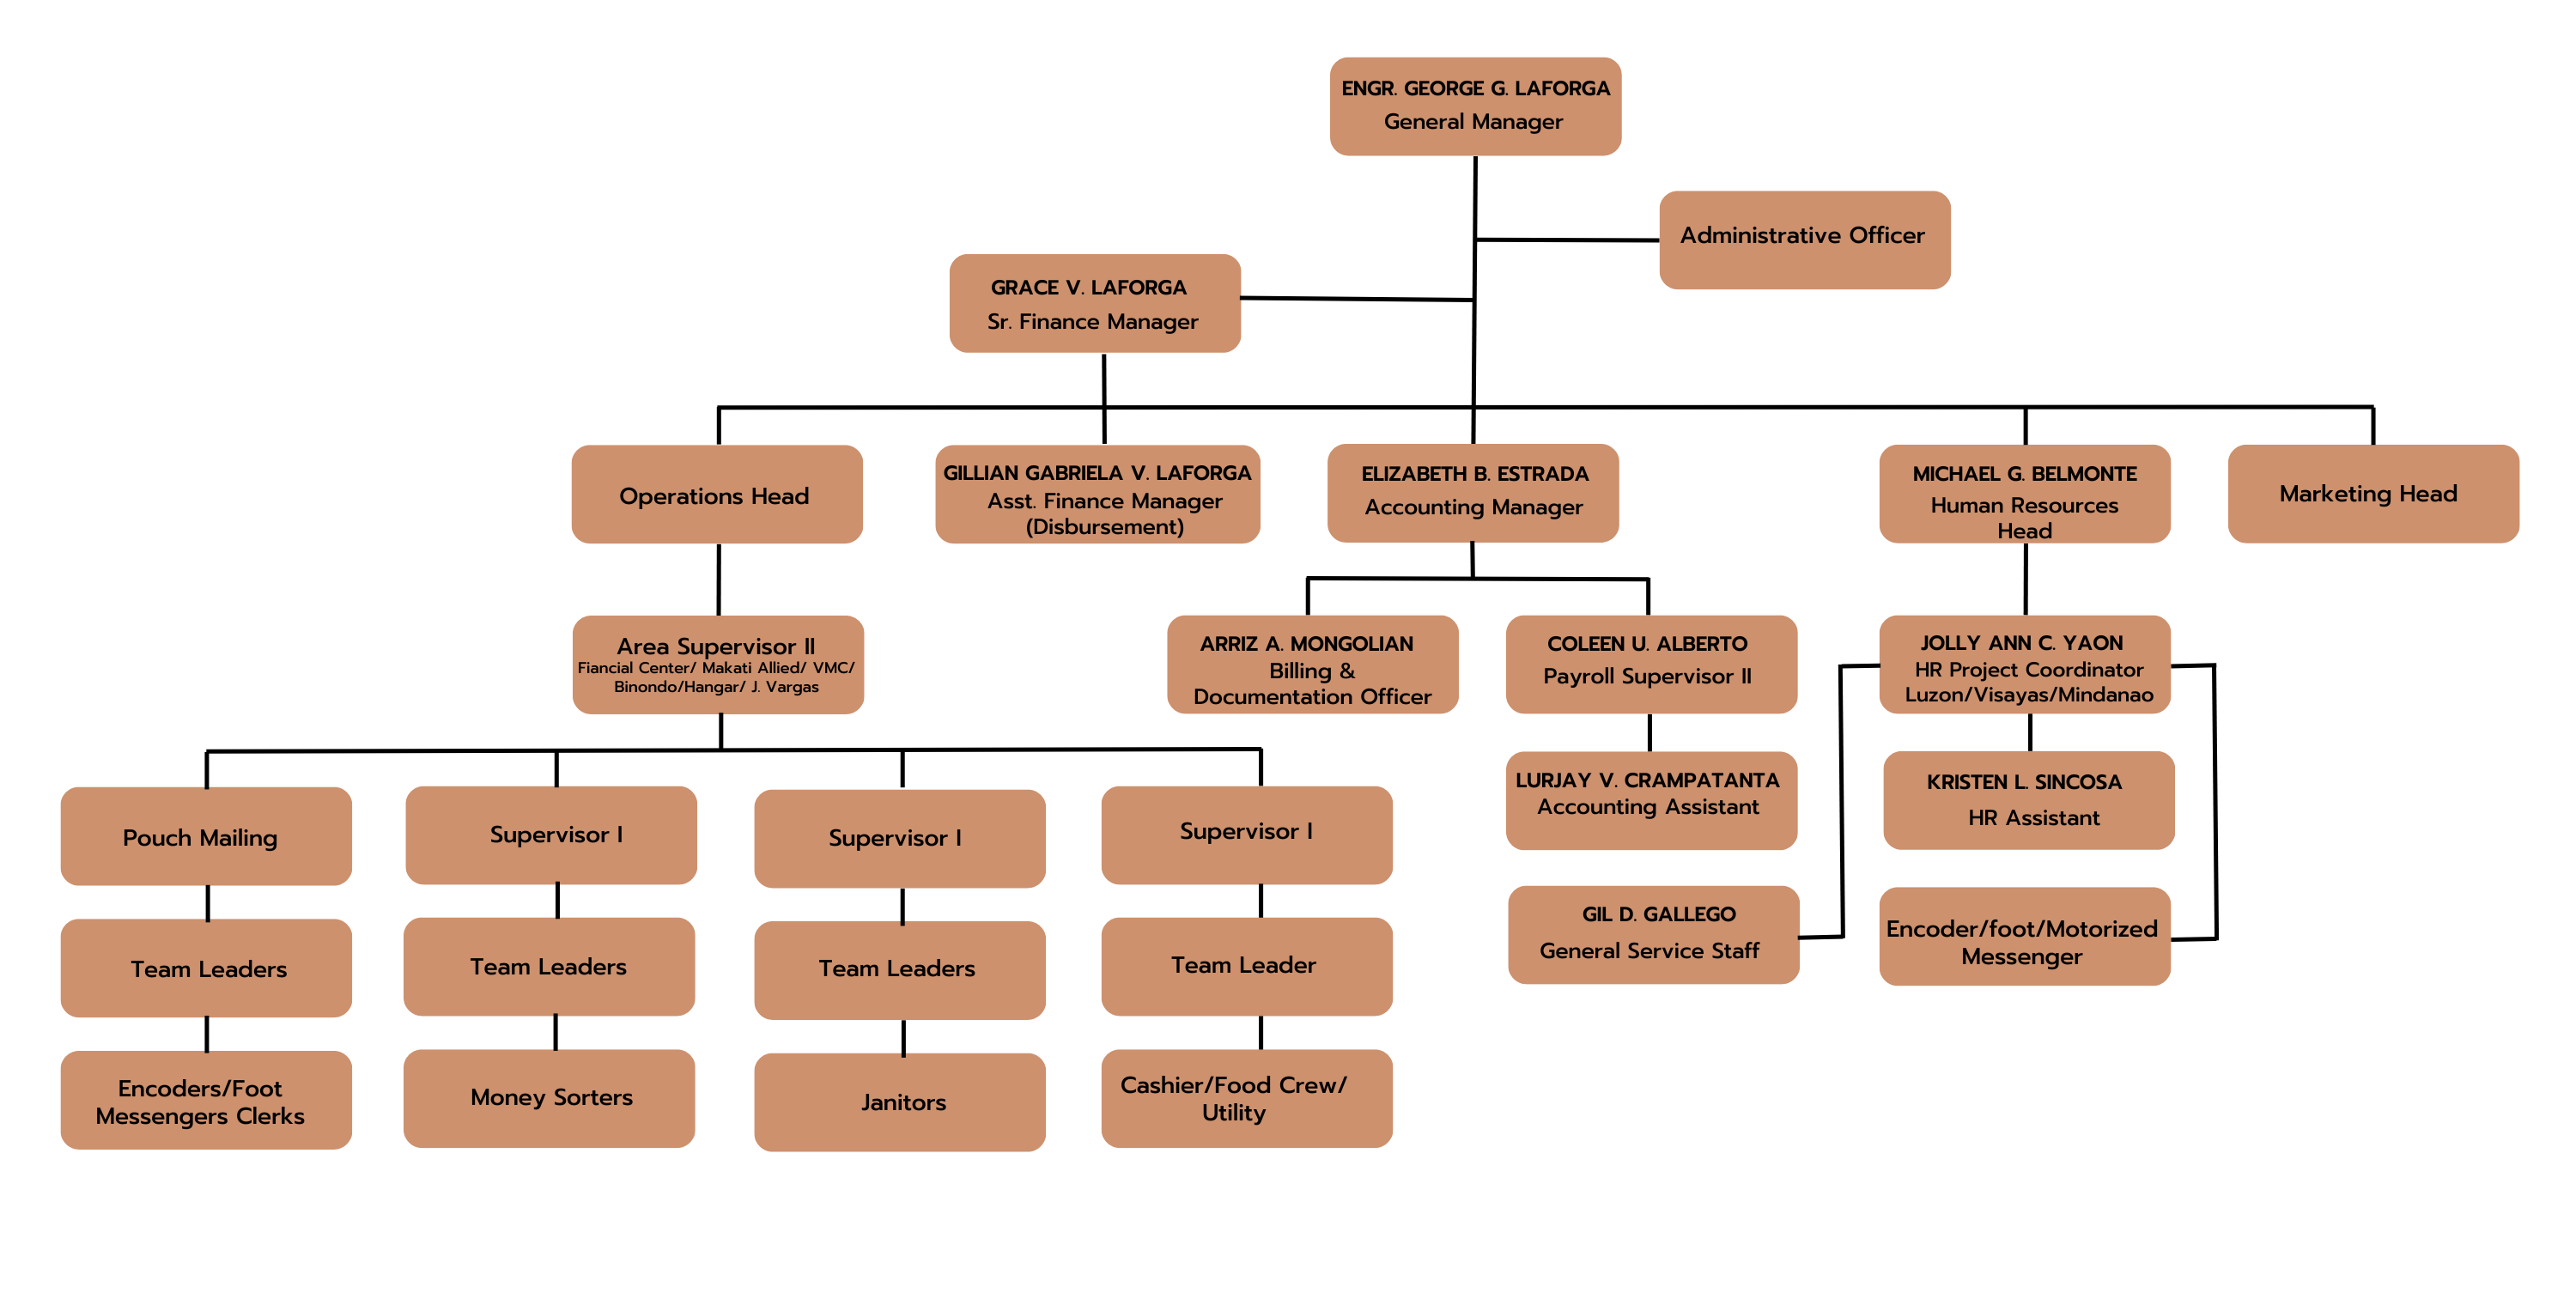 ENGR. GEORGE G. LAFORGA
General Manager
Administrative Officer
GRACE V. LAFORGA
Sr. Finance Manager
Operations Head
GILLIAN GABRIELA V. LAFORGA
Asst. Finance Manager
(Disbursement)
ELIZABETH B. ESTRADA
Accounting Manager
MICHAEL G. BELMONTE
Human Resources
Head
Marketing Head
Area Supervisor II
Fiancial Center/ Makati Allied/ VMC/
Binondo/Hangar/ J. Vargas
ARRIZ A. MONGOLIAN
Billing &
Documentation Officer
COLEEN U. ALBERTO
Payroll Supervisor II
JOLLY ANN C. YAON
HR Project Coordinator
Luzon/Visayas/Mindanao
LURJAY V. CRAMPATANTA
Accounting Assistant
KRISTEN L. SINCOSA
HR Assistant
Pouch Mailing
Supervisor I
Supervisor I
Supervisor I
GIL D. GALLEGO
General Service Staff
Encoder/foot/Motorized
Messenger
Team Leaders
Team Leaders
Team Leaders
Team Leader
Encoders/Foot
Messengers Clerks
Money Sorters
Janitors
Cashier/Food Crew/
Utility